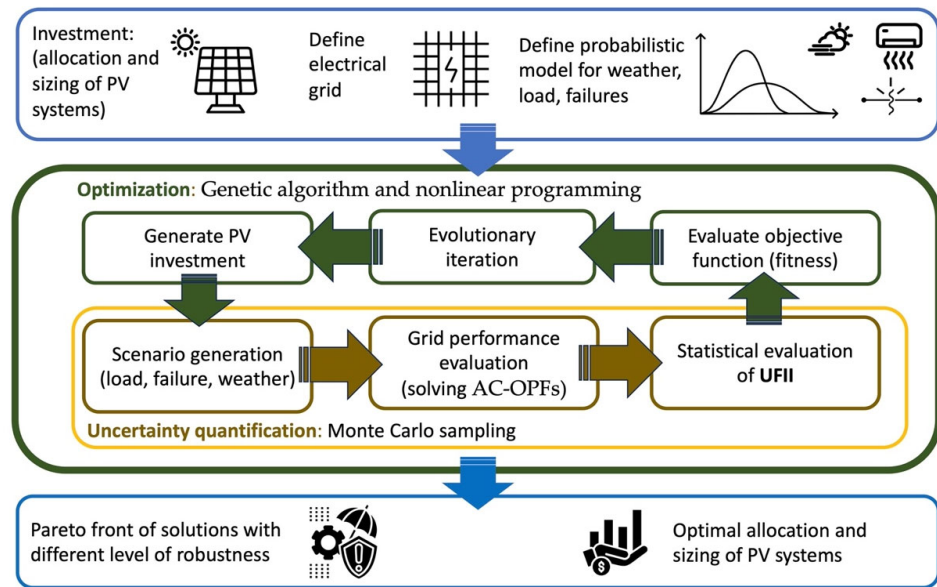 Investment:
(allocation and
sizing of PV
systems)
Define
electrical
grid
Define probabilistic
model for weather,
load, failures
Optimization: Genetic algorithm and nonlinear programming
Generate PV
investment
Evolutionary
iteration
Evaluate objective
function (fitness)
Scenario generation
(load, failure, weather)
Grid performance
evaluation
(solving AC-OPFs)
Statistical evaluation
of UFII
Uncertainty quantification: Monte Carlo sampling
Pareto front of solutions with
different level of robustness
$
Optimal allocation and
sizing of PV systems